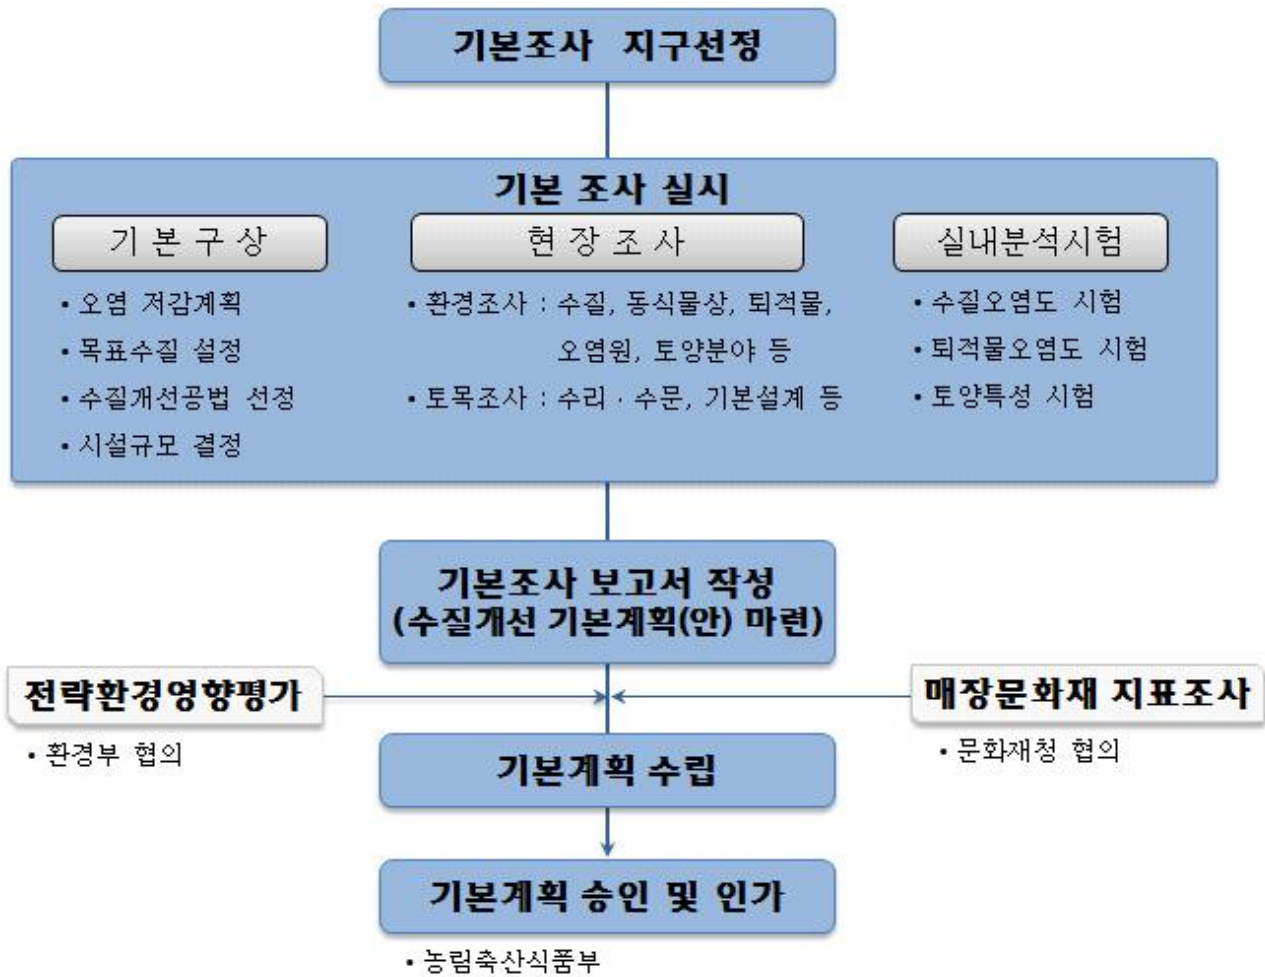 기본조사 지구선정
기본 조사 실시
기 본 구 상
• 오염 저감계획
• 목표수질 설정
• 수질개선공법 선정
• 시설규모 결정
현 장 조 사
• 환경조사 : 수질, 동식물상, 퇴적물,
오염원, 토양분야 등
• 토목조사 : 수리 · 수문, 기본설계 등
실내분석시험
• 수질오염도 시험
• 퇴적물오염도 시험
• 토양특성 시험
기본조사 보고서 작성
(수질개선 기본계획(안) 마련)
전략환경영향평가
• 환경부 협의
매장문화재 지표조사
• 문화재청 협의
기본계획 수립
기본계획 승인 및 인가
• 농림축산식품부